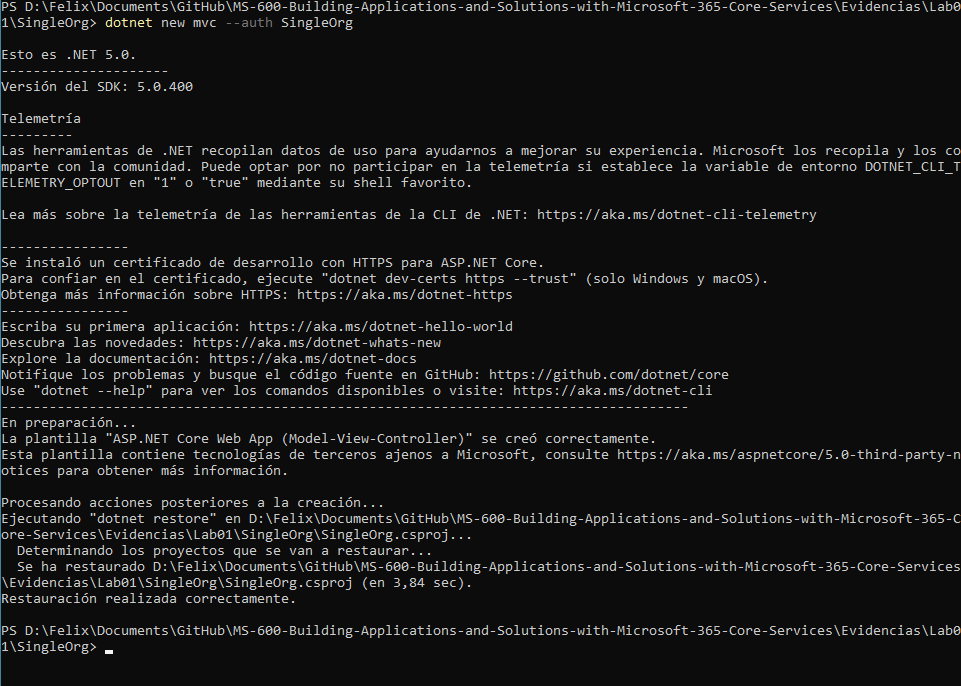 PS D:\Felix\Documents\GitHub\MS-600-Building-Applications-and-Solutions-with-Microsoft-365-Core-Services\Evidencias\Lab0
1\SingleOrg> dotnet new mvc --auth SingleOrg
Esto es .NET 5.0.
---------------------
Versión del SDK: 5.0.400
Telemetría
---------
Las herramientas de .NET recopilan datos de uso para ayudarnos a mejorar su experiencia. Microsoft los recopila y los co
mparte con la comunidad. Puede optar por no participar en la telemetría si establece la variable de entorno DOTNET_CLI_T
ELEMETRY_OPTOUT en "1" o "true" mediante su shell favorito.
Lea más sobre la telemetría de las herramientas de la CLI de .NET: https://aka.ms/dotnet-cli-telemetry
----------------
Se instaló un certificado de desarrollo con HTTPS para ASP.NET Core.
Para confiar en el certificado, ejecute "dotnet dev-certs https --trust" (solo Windows y macOS).
Obtenga más información sobre HTTPS: https://aka.ms/dotnet-https
----------------
Escriba su primera aplicación: https://aka.ms/dotnet-hello-world
Descubra las novedades: https://aka.ms/dotnet-whats-new
Explore la documentación: https://aka.ms/dotnet-docs
Notifique los problemas y busque el código fuente en GitHub: https://github.com/dotnet/core
Use "dotnet --help" para ver los comandos disponibles o visite: https://aka.ms/dotnet-cli
--------------------------------------------------------------------------------------
En preparación...
La plantilla "ASP.NET Core Web App (Model-View-Controller)" se creó correctamente.
Esta plantilla contiene tecnologías de terceros ajenos a Microsoft, consulte https://aka.ms/aspnetcore/5.0-third-party-n
otices para obtener más información.
Procesando acciones posteriores a la creación...
Ejecutando "dotnet restore" en D:\Felix\Documents\GitHub\MS-600-Building-Applications-and-Solutions-with-Microsoft-365-C
ore-Services\Evidencias\Lab01\SingleOrg\SingleOrg.csproj...
  Determinando los proyectos que se van a restaurar...
  Se ha restaurado D:\Felix\Documents\GitHub\MS-600-Building-Applications-and-Solutions-with-Microsoft-365-Core-Services
\Evidencias\Lab01\SingleOrg\SingleOrg.csproj (en 3,84 sec).
Restauración realizada correctamente.
PS D:\Felix\Documents\GitHub\MS-600-Building-Applications-and-Solutions-with-Microsoft-365-Core-Services\Evidencias\Lab0
1\SingleOrg>